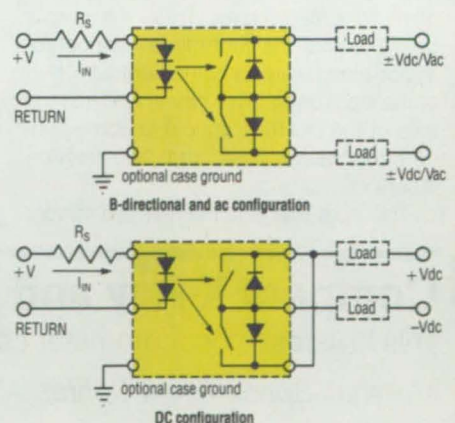 Rs
+V
IIN
Load
±Vdc/Vac
RETURN
Load
±Vdc/Vac
optional case ground
B-directional and ac configuration
Rs
+V
IIN
Load
+Vdc
RETURN
Load
–Vdc
optional case ground
DC configuration